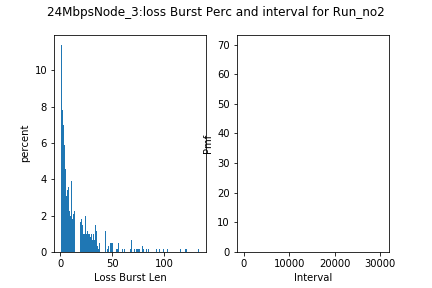 24MbpsNode_3:loss Burst Perc and interval for Run_no2
percent
10
8
6
4
2
0
0 50 100
Loss Burst Len
Pmf
70
60
50
40
30
20
10
0
0 10000 20000 30000
Interval